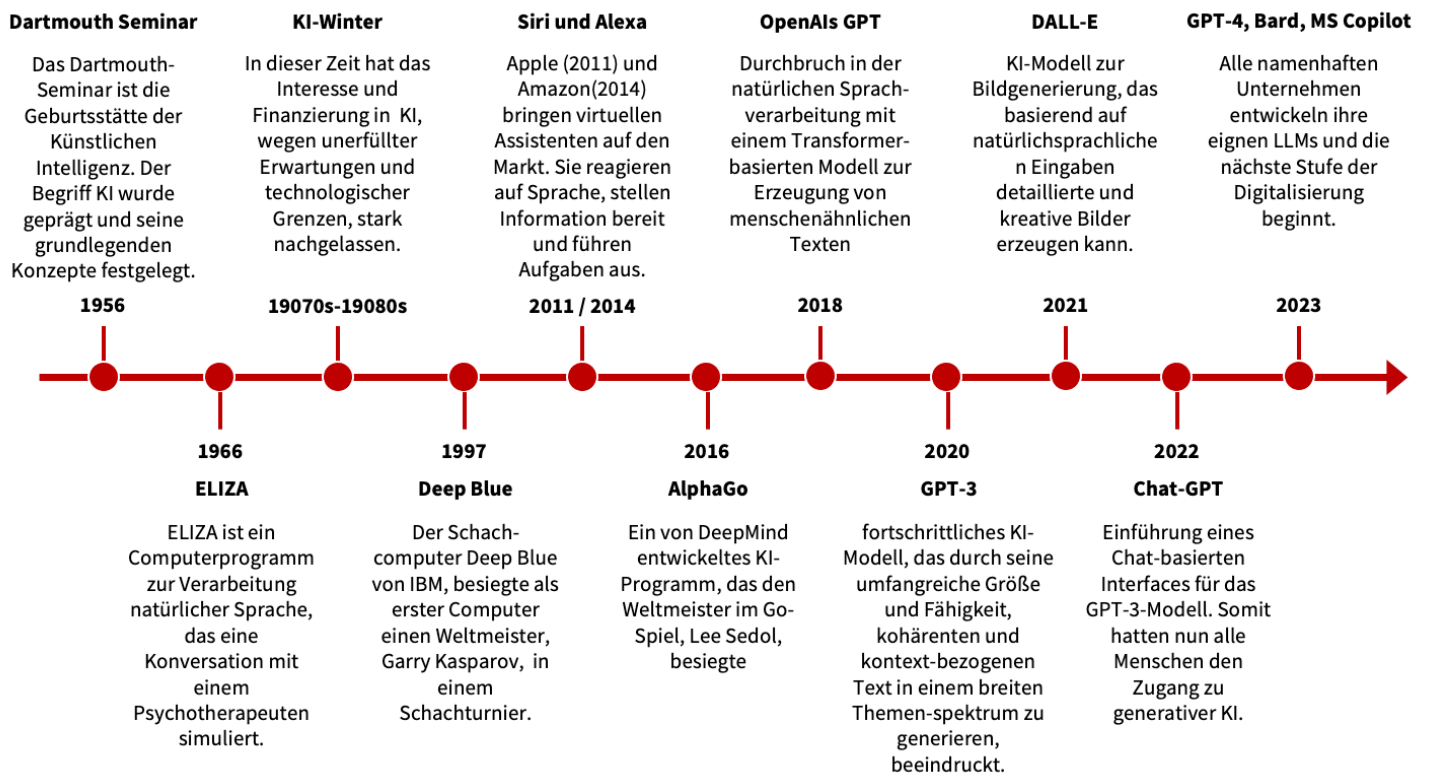 Dartmouth Seminar
Das Dartmouth-
Seminar ist die
Geburtsstätte der
Künstlichen
Intelligenz. Der
Begriff KI wurde
geprägt und seine
grundlegenden
Konzepte festgelegt.
1956
KI-Winter
In dieser Zeit hat das
Interesse und
Finanzierung in  KI,
wegen unerfüllter
Erwartungen und
technologischer
Grenzen, stark
nachgelassen.
19070s-19080s
Siri und Alexa
Apple (2011) und
Amazon(2014)
bringen virtuellen
Assistenten auf den
Markt. Sie reagieren
auf Sprache, stellen
Information bereit
und führen
Aufgaben aus.
2011 / 2014
OpenAIs GPT
Durchbruch in der
natürlichen Sprach-
verarbeitung mit
einem Transformer-
basierten Modell zur
Erzeugung von
menschenähnlichen
Texten
2018
DALL-E
KI-Modell zur
Bildgenerierung, das
basierend auf
natürlichsprachliche
n Eingaben
detaillierte und
kreative Bilder
erzeugen kann.
2021
GPT-4, Bard, MS Copilot
Alle namenhaften
Unternehmen
entwickeln ihre
eignen LLMs und die
nächste Stufe der
Digitalisierung
beginnt.
2023
1966
ELIZA
ELIZA ist ein
Computerprogramm
zur Verarbeitung
natürlicher Sprache,
das eine
Konversation mit
einem
Psychotherapeuten
simuliert.
1997
Deep Blue
Der Schach-
computer Deep Blue
von IBM, besiegte als
erster Computer
einen Weltmeister,
Garry Kasparov,  in
einem
Schachturnier.
2016
AlphaGo
Ein von DeepMind
entwickeltes KI-
Programm, das den
Weltmeister im Go-
Spiel, Lee Sedol,
besiegte
2020
GPT-3
fortschrittliches KI-
Modell, das durch seine
umfangreiche Größe
und Fähigkeit,
kohärenten und
kontext-bezogenen
Text in einem breiten
Themen-spektrum zu
generieren,
beeindruckt.
2022
Chat-GPT
Einführung eines
Chat-basierten
Interfaces für das
GPT-3-Modell. Somit
hatten nun alle
Menschen den
Zugang zu
generativer KI.